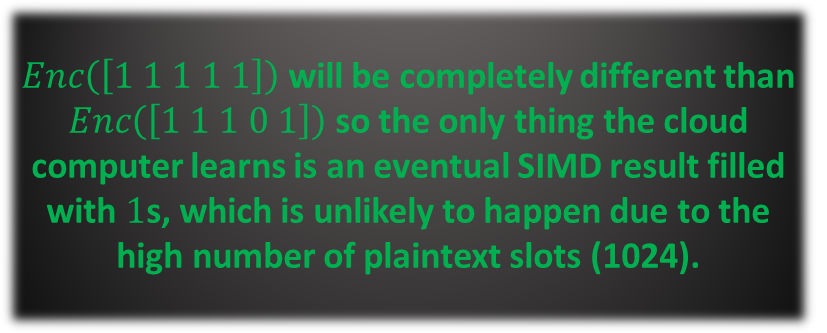 Enc([1 1 1 1 1]) will be completely different than
Enc([1 1 1 0 1]) so the only thing the cloud
computer learns is an eventual SIMD result filled
with 1s, which is unlikely to happen due to the
high number of plaintext slots (1024).